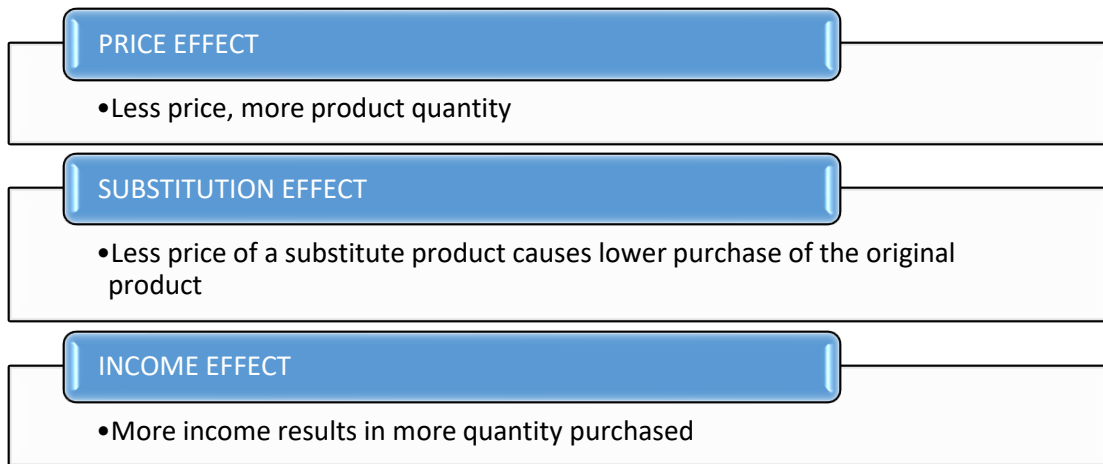 PRICE EFFECT
•Less price, more product quantity
SUBSTITUTION EFFECT
•Less price of a substitute product causes lower purchase of the original
product
INCOME EFFECT
•More income results in more quantity purchased